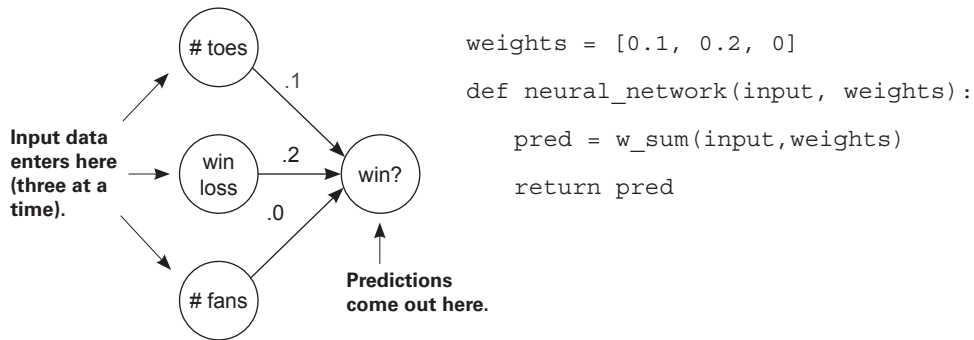 # toes
.1
Input data
enters here
(three at a
time).
win
loss
.2
win?
.0
# fans
Predictions
come out here.
weights = [0.1, 0.2, 0]
def neural_network(input, weights):
pred = w_sum(input,weights)
return pred